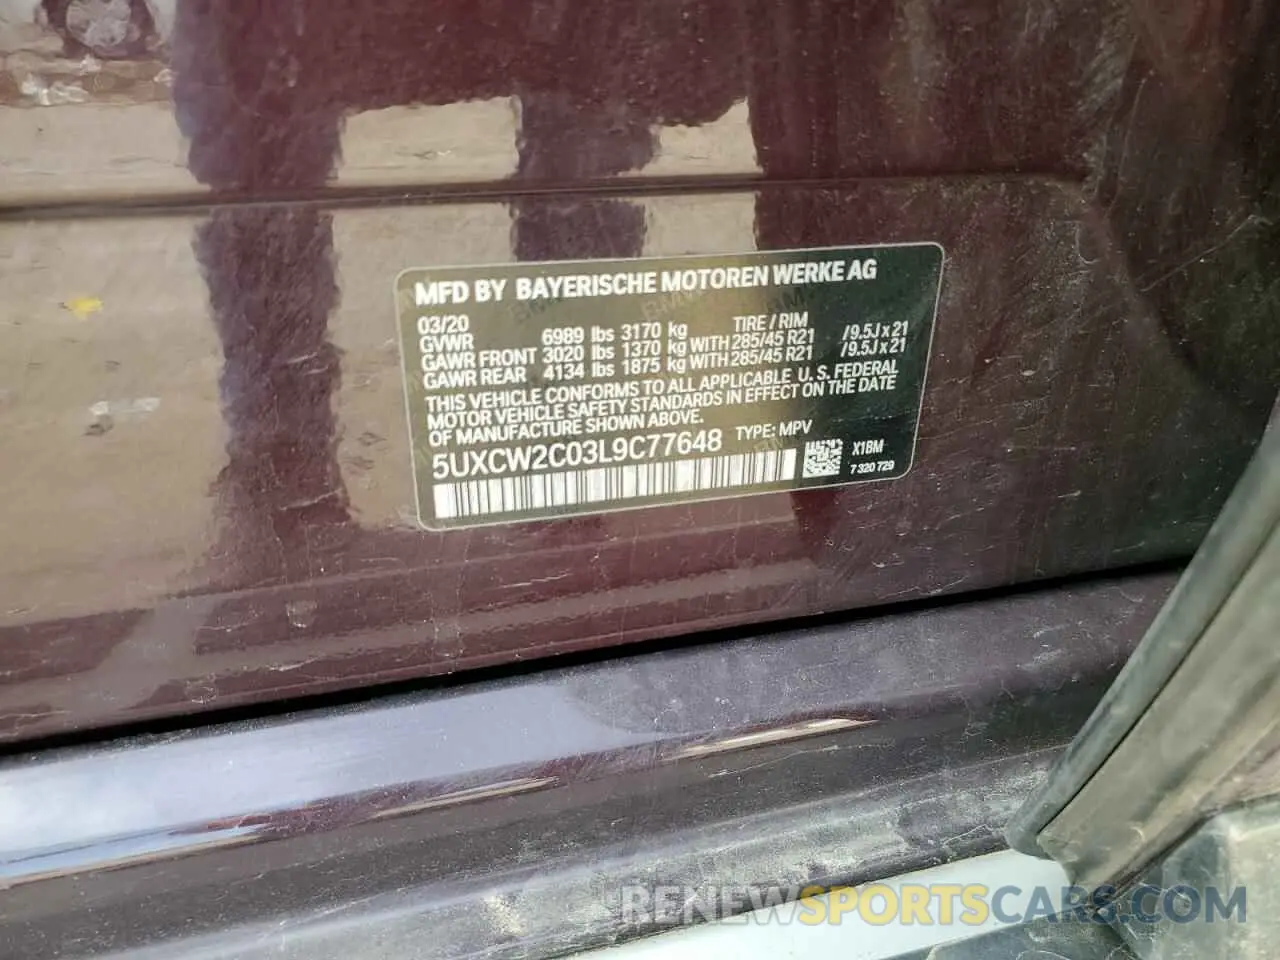 MFD BY BAYERISCHE MOTOREN WERKE AG
03/20 TIRE / RIM
GVWR 6989 lbs 3170 kg
GAWR FRONT 3020 lbs 1370 kg WITH 285/45 R21 /9.5J x 21
GAWR REAR 4134 lbs 1875 kg WITH 285/45 R21 /9.5J x 21
THIS VEHICLE CONFORMS TO ALL APPLICABLE U. S. FEDERAL
MOTOR VEHICLE SAFETY STANDARDS IN EFFECT ON THE DATE
OF MANUFACTURE SHOWN ABOVE.
5UXCW2C03L9C77648 TYPE: MPV
X1BM
7 320 729
RENEWSPORTSCARS.COM